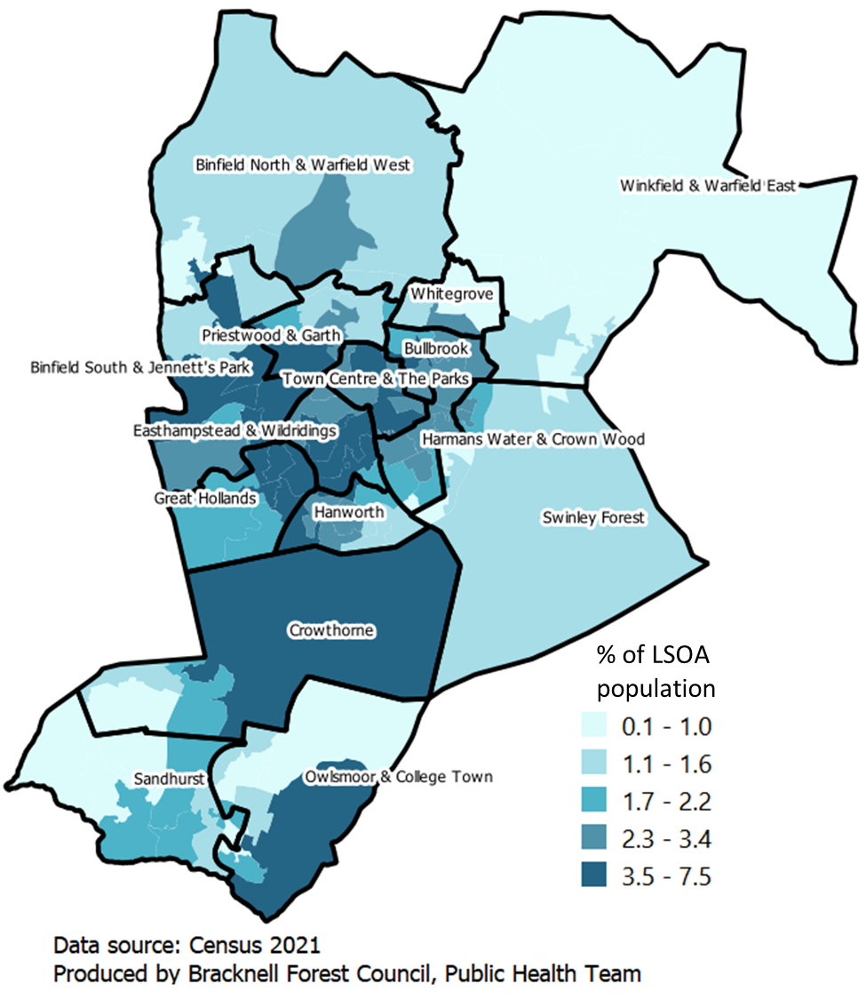 Binfield North & Warfield West
Winkfield & Warfield East
Whitegrove
Priestwood & Garth
Bullbrook
Binfield South & Jennett's Park
Town Centre & The Parks
Easthampstead & Wildridings
Harmans Water & Crown Wood
Great Hollands
Hanworth
Swinley Forest
Crowthorne
Sandhurst
Owlsmoor & College Town
% of LSOA
population
0.1 - 1.0
1.1 - 1.6
1.7 - 2.2
2.3 - 3.4
3.5 - 7.5
Data source: Census 2021
Produced by Bracknell Forest Council, Public Health Team